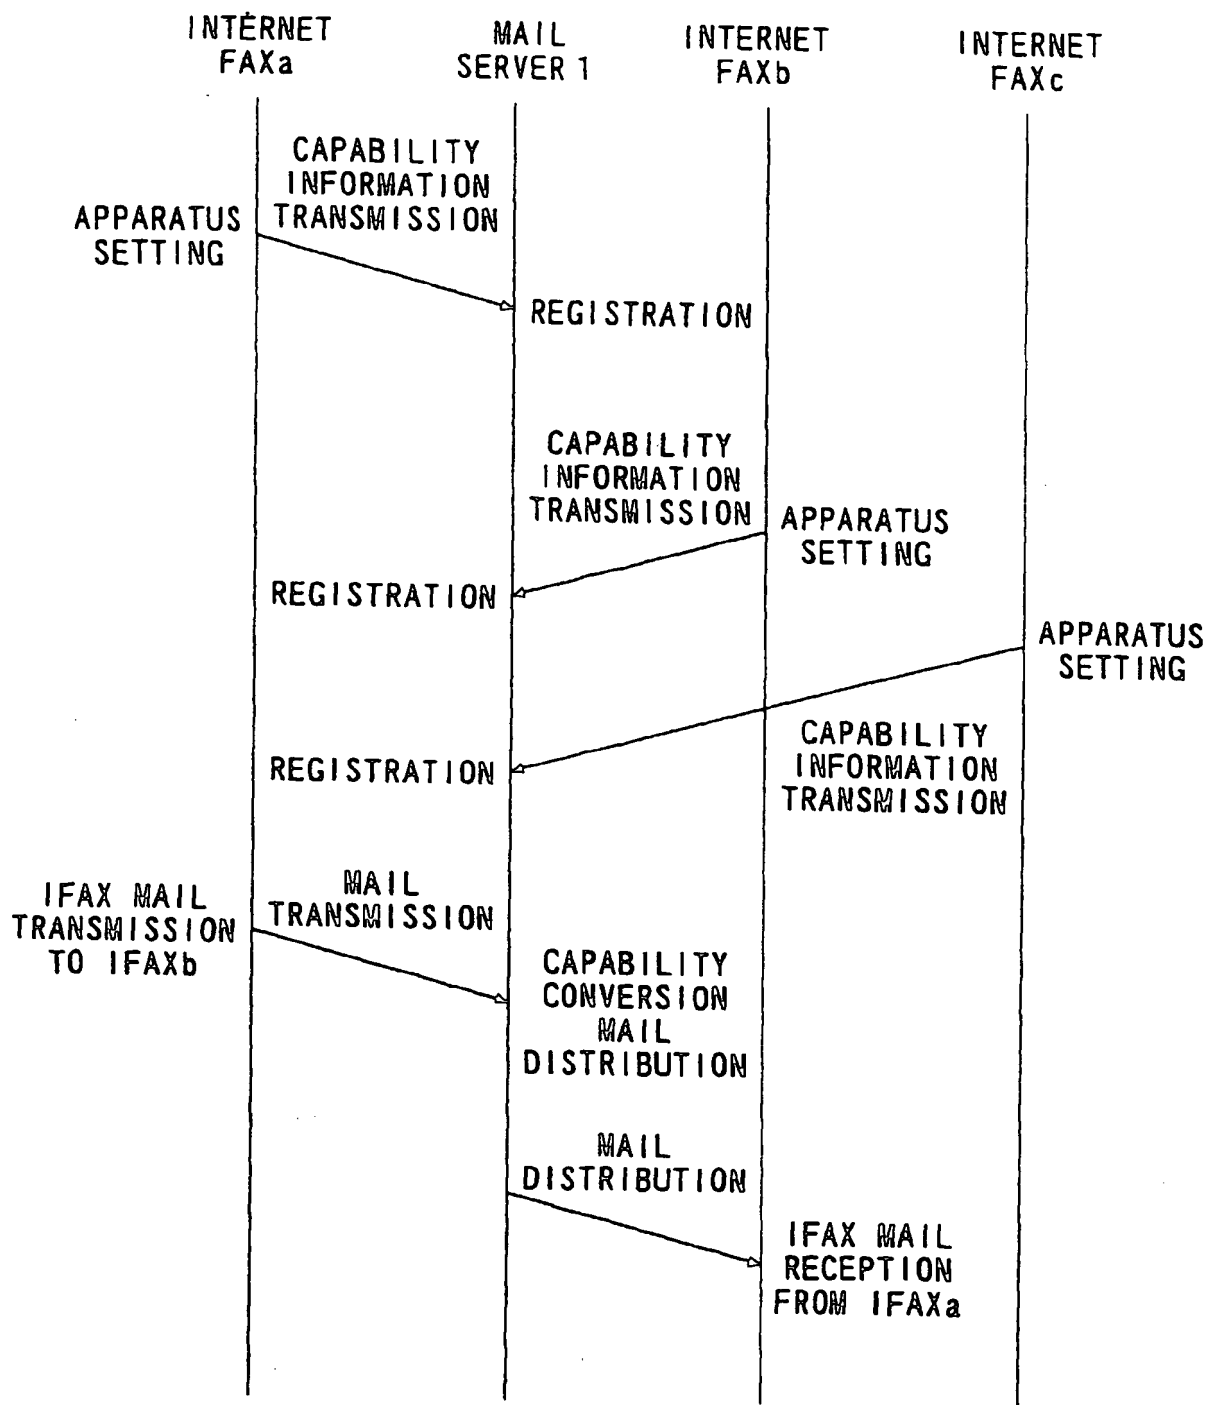 INTERNET
FAXa
MAIL
SERVER 1
INTERNET
FAXb
INTERNET
FAXc
CAPABILITY
INFORMATION
TRANSMISSION
APPARATUS
SETTING
REGISTRATION
CAPABILITY
INFORMATION
TRANSMISSION
APPARATUS
SETTING
REGISTRATION
APPARATUS
SETTING
CAPABILITY
INFORMATION
TRANSMISSION
REGISTRATION
IFAX MAIL
TRANSMISSION
TO IFAXb
MAIL
TRANSMISSION
CAPABILITY
CONVERSION
MAIL
DISTRIBUTION
MAIL
DISTRIBUTION
IFAX MAIL
RECEPTION
FROM IFAXa